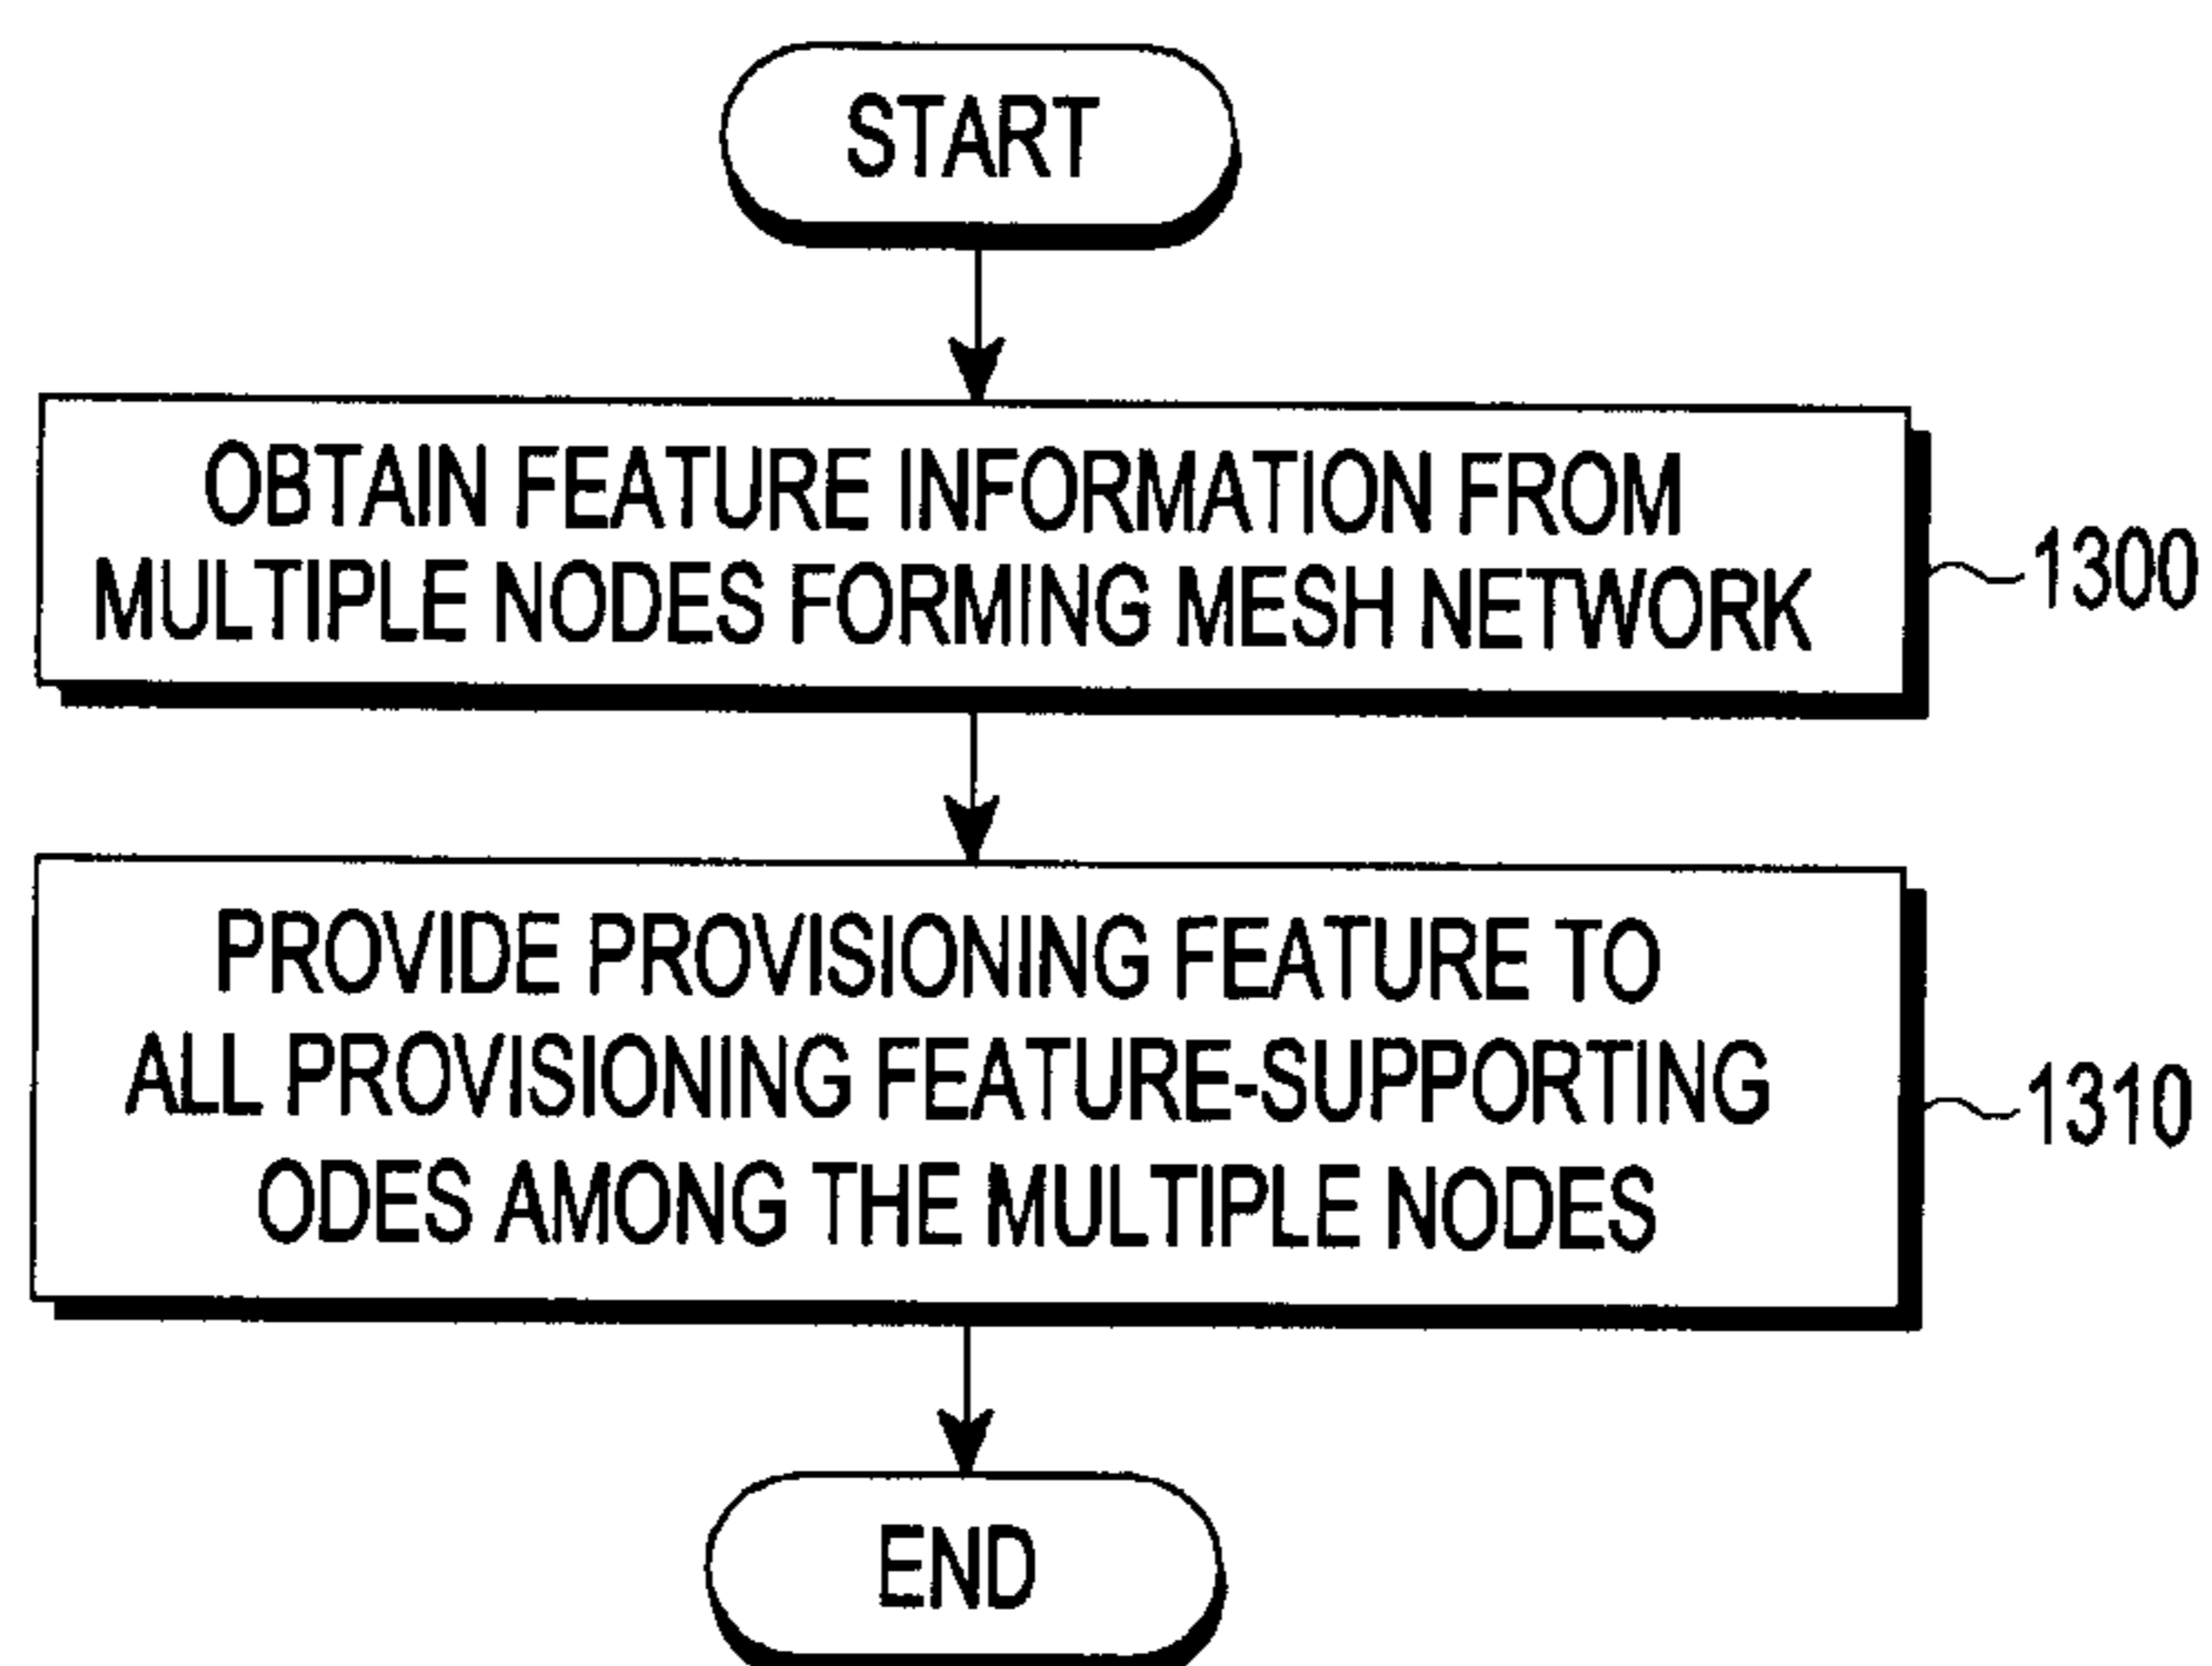 START
OBTAIN FEATURE INFORMATION FROM
MULTIPLE NODES FORMING MESH NETWORK
1300
PROVIDE PROVISIONING FEATURE TO
ALL PROVISIONING FEATURE-SUPPORTING
ODES AMONG THE MULTIPLE NODES
1310
END